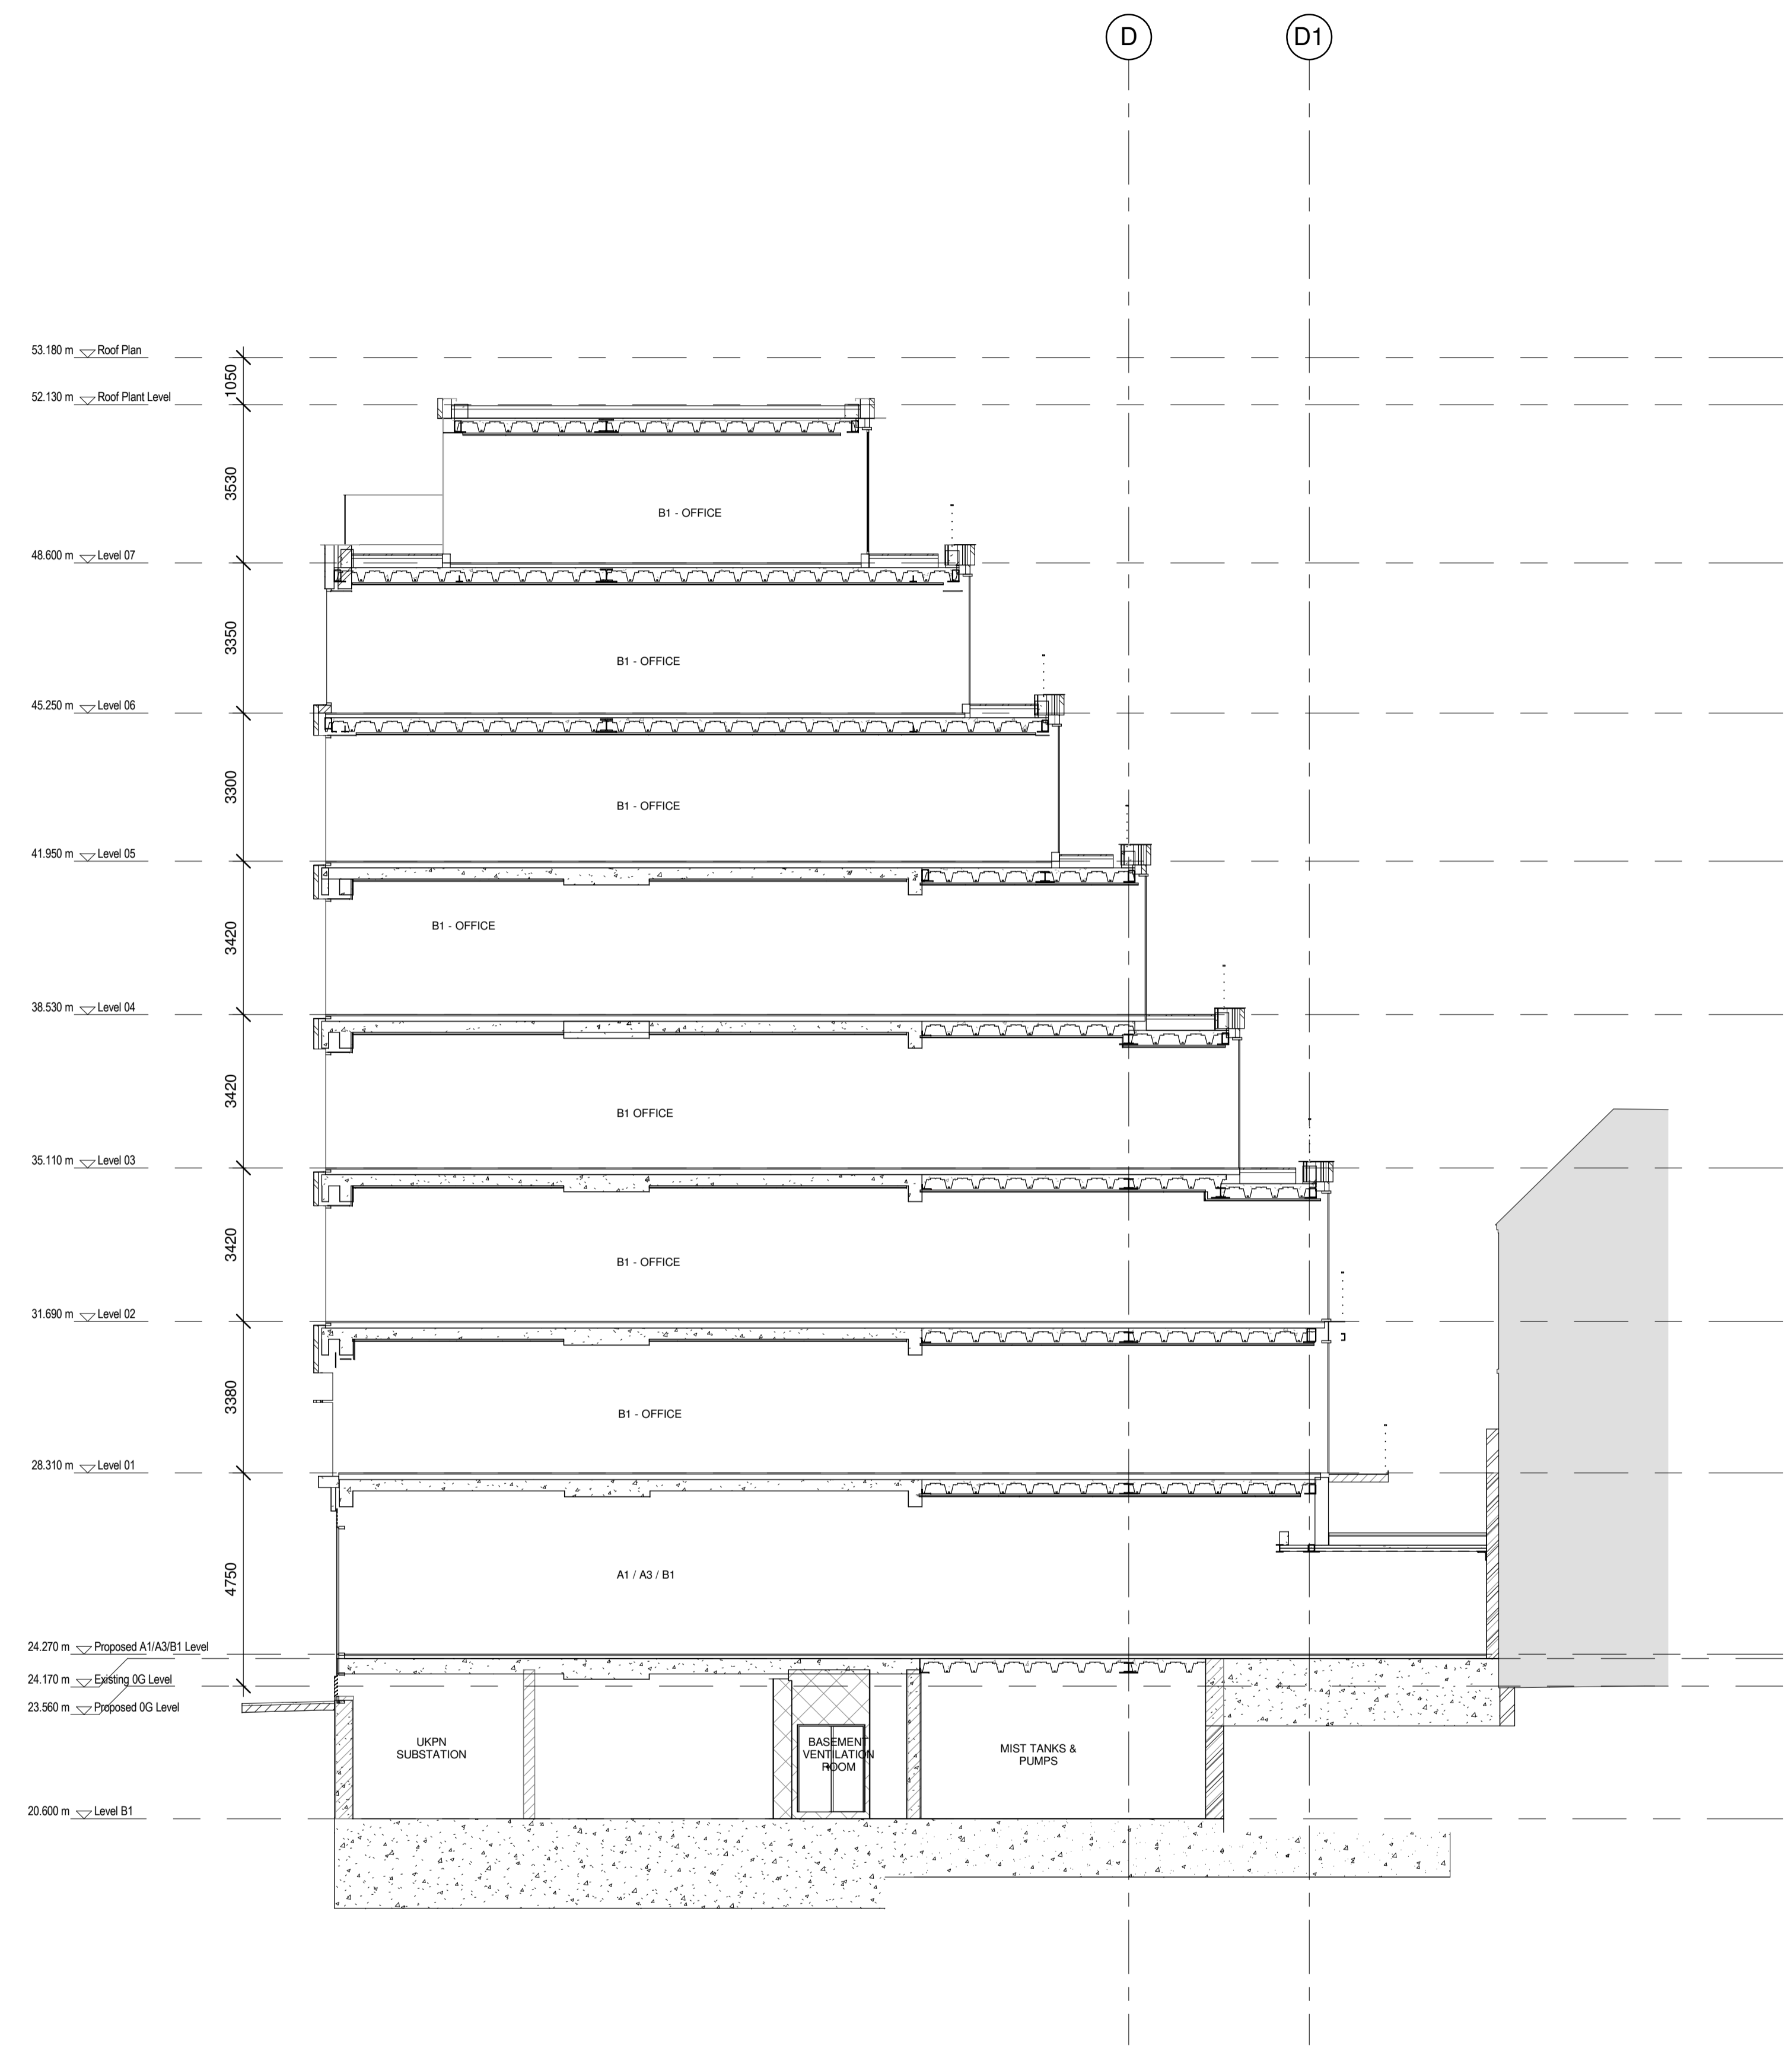 D
D1
53.180 m Roof Plan
1050
52.130 m Roof Plant Level
3530
B1 - OFFICE
48.600 m Level 07
3350
B1 - OFFICE
45.250 m Level 06
3300
B1 - OFFICE
41.950 m Level 05
3420
B1 - OFFICE
38.530 m Level 04
3420
B1 OFFICE
35.110 m Level 03
3420
B1 - OFFICE
31.690 m Level 02
3380
B1 - OFFICE
28.310 m Level 01
4750
A1 / A3 / B1
24.270 m Proposed A1/A3/B1 Level
24.170 m Existing 0G Level
23.560 m Proposed 0G Level
UKPN
SUBSTATION
BASEMENT
VENTILATION
ROOM
MIST TANKS &
PUMPS
20.600 m Level B1